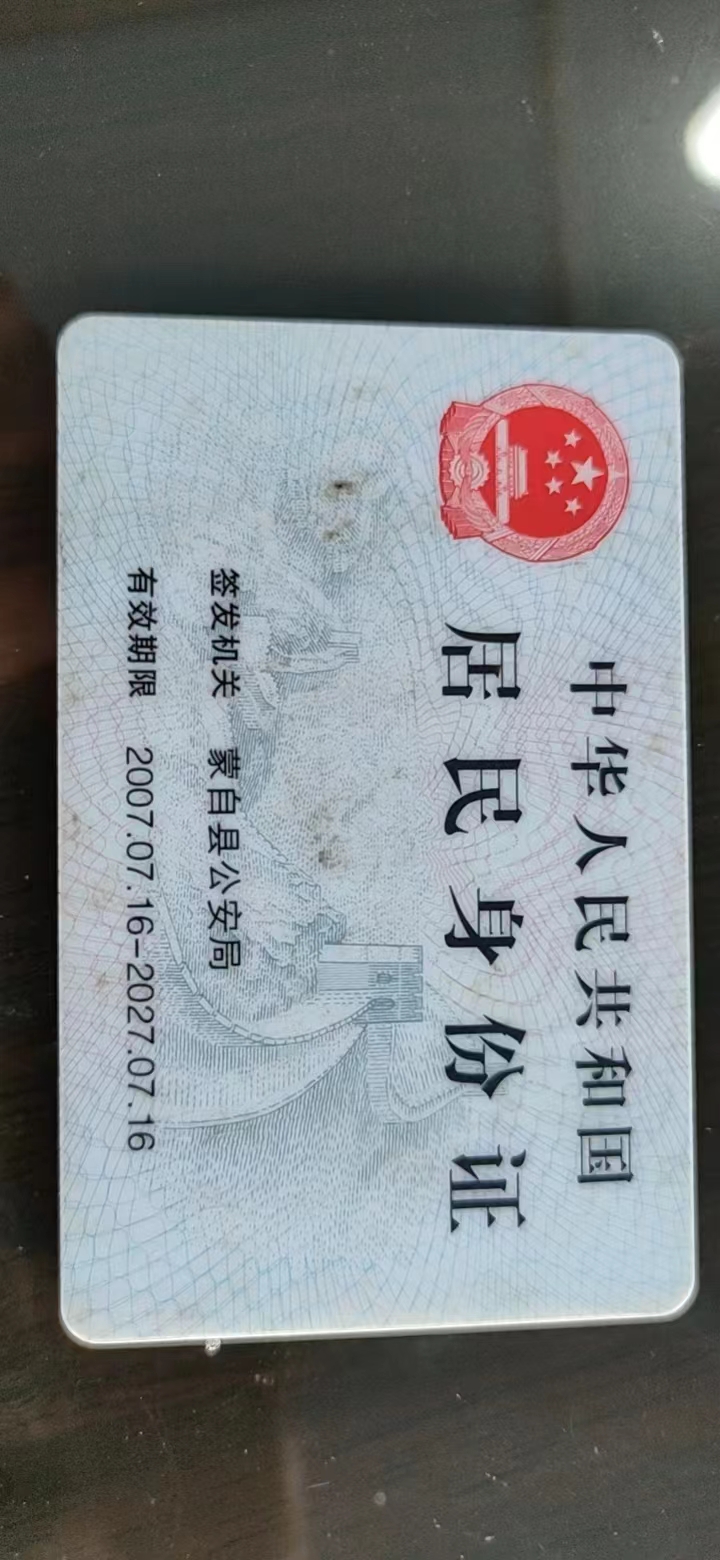 中华人民共和国
居民身份证
签发机关 蒙自县公安局
有效期限 2007.07.16-2027.07.16